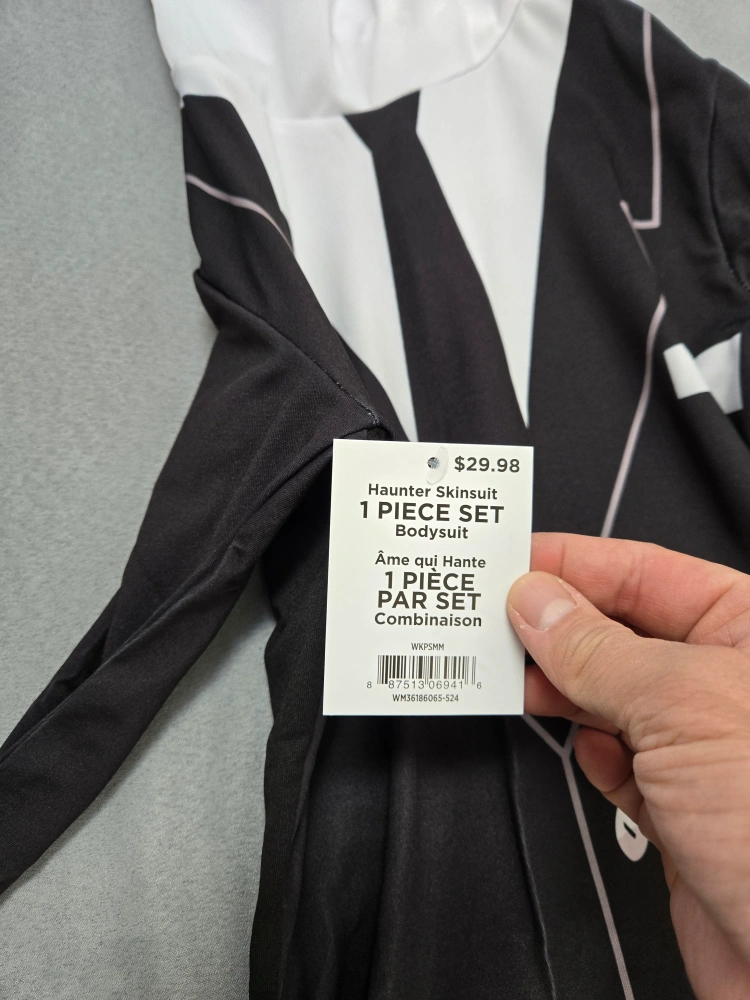 $29.98
Haunter Skinsuit
1 PIECE SET
Bodysuit
Âme qui Hante
1 PIÈCE
PAR SET
Combinaison
WKPSMM
8 87513 06941 6
WM36186065-524